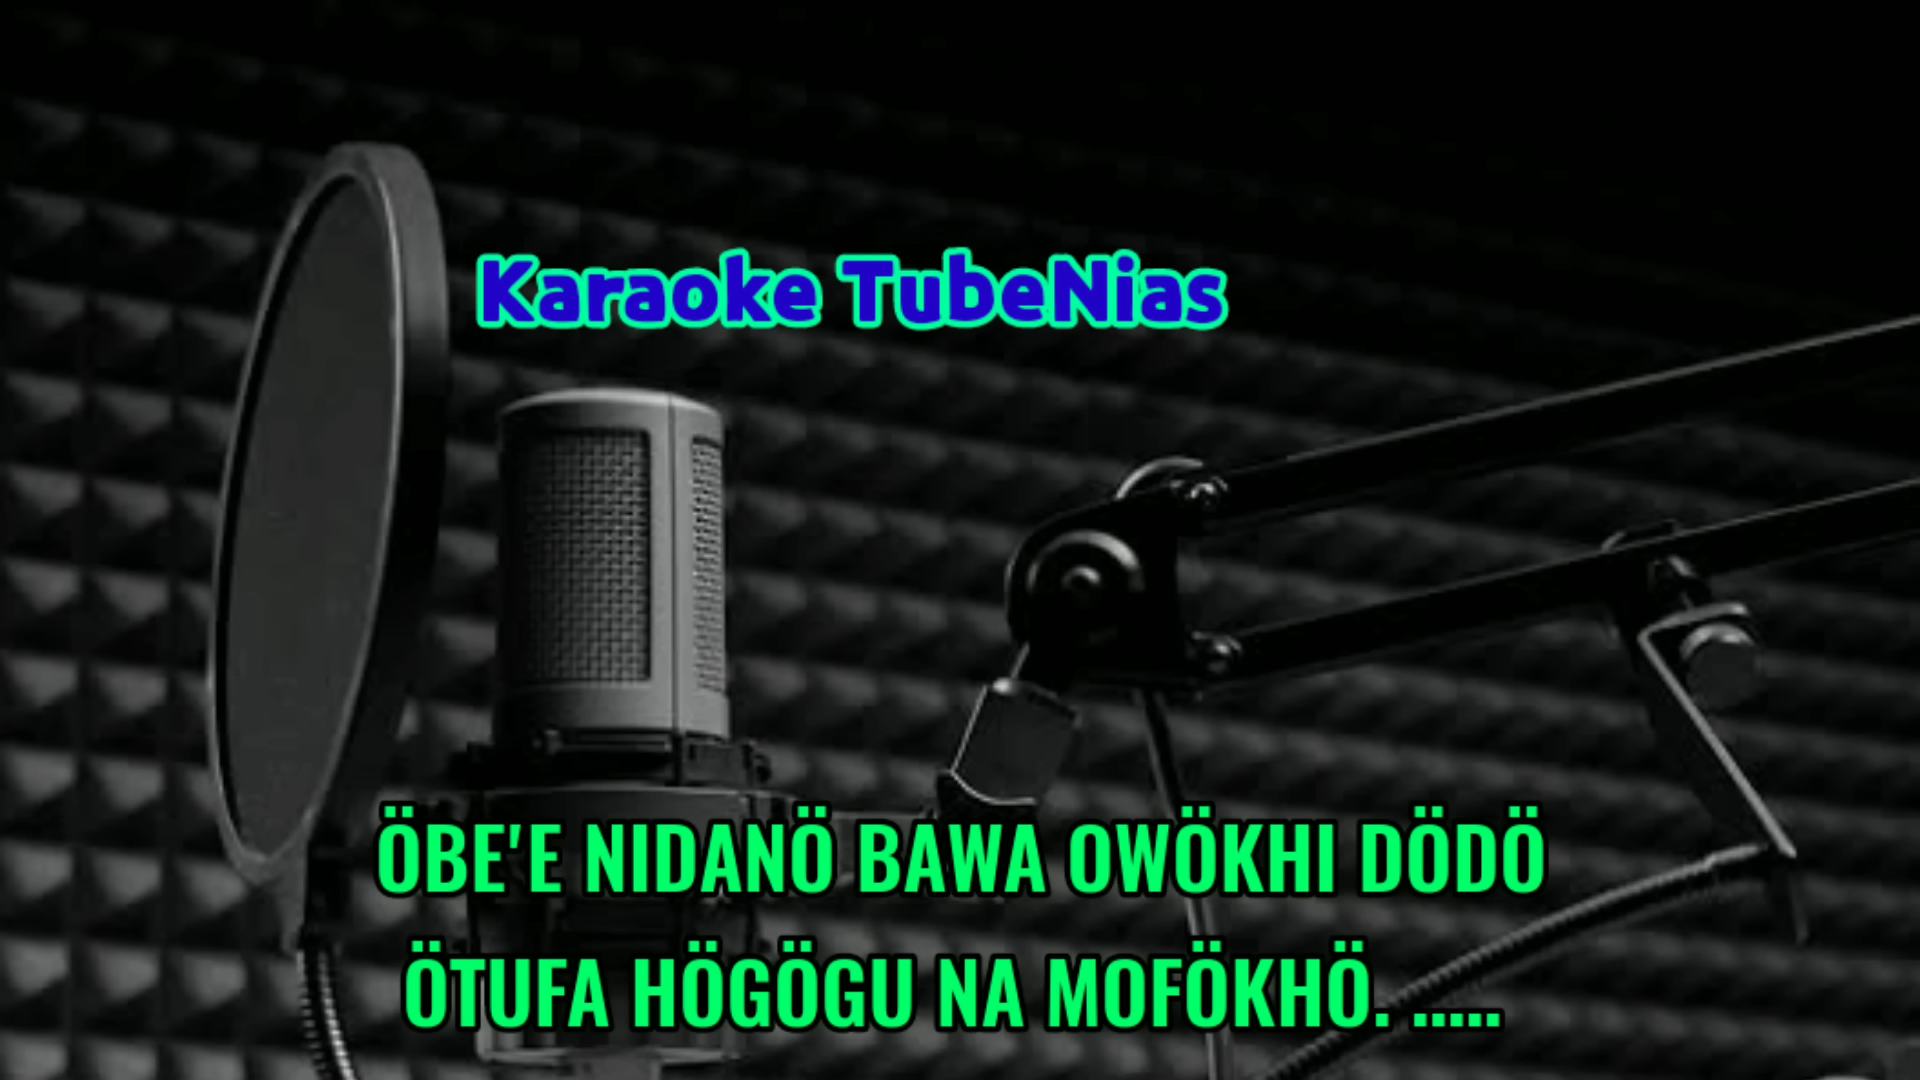 Karaoke TubeNias
ÖBE'E NIDANÖ BAWA OWÖKHI DÖDÖ
ÖTUFA HÖGÖGU NA MOFÖKHÖ. .....